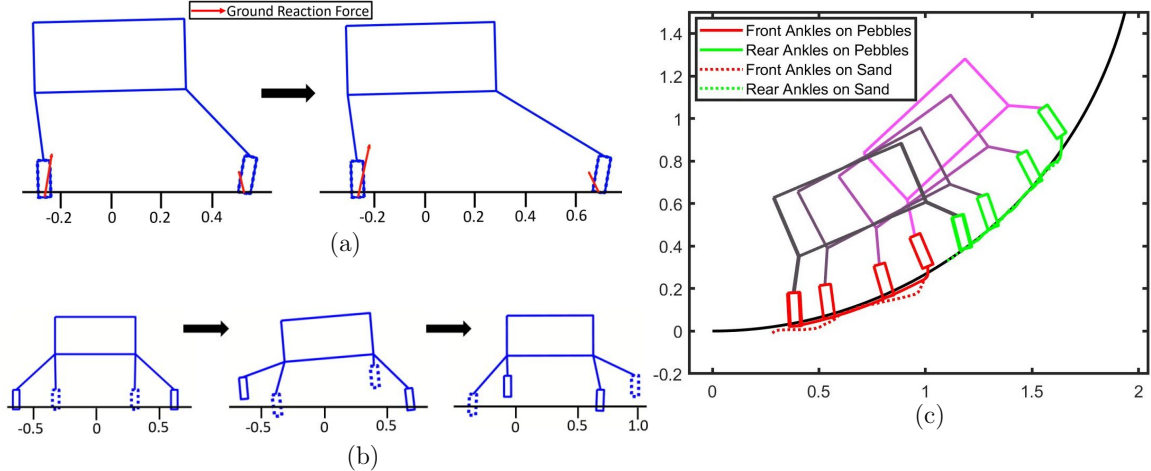 Ground Reaction Force
-0.2 0 0.2 0.4
-0.2 0 0.2 0.4 0.6
(a)
-0.5 0 0.5
-0.5 0 0.5
-0.5 0 0.5 1.0
(b)
Front Ankles on Pebbles
Rear Ankles on Pebbles
Front Ankles on Sand
Rear Ankles on Sand
1.4
1.2
1
0.8
0.6
0.4
0.2
0
-0.2
0 0.5 1 1.5 2
(c)